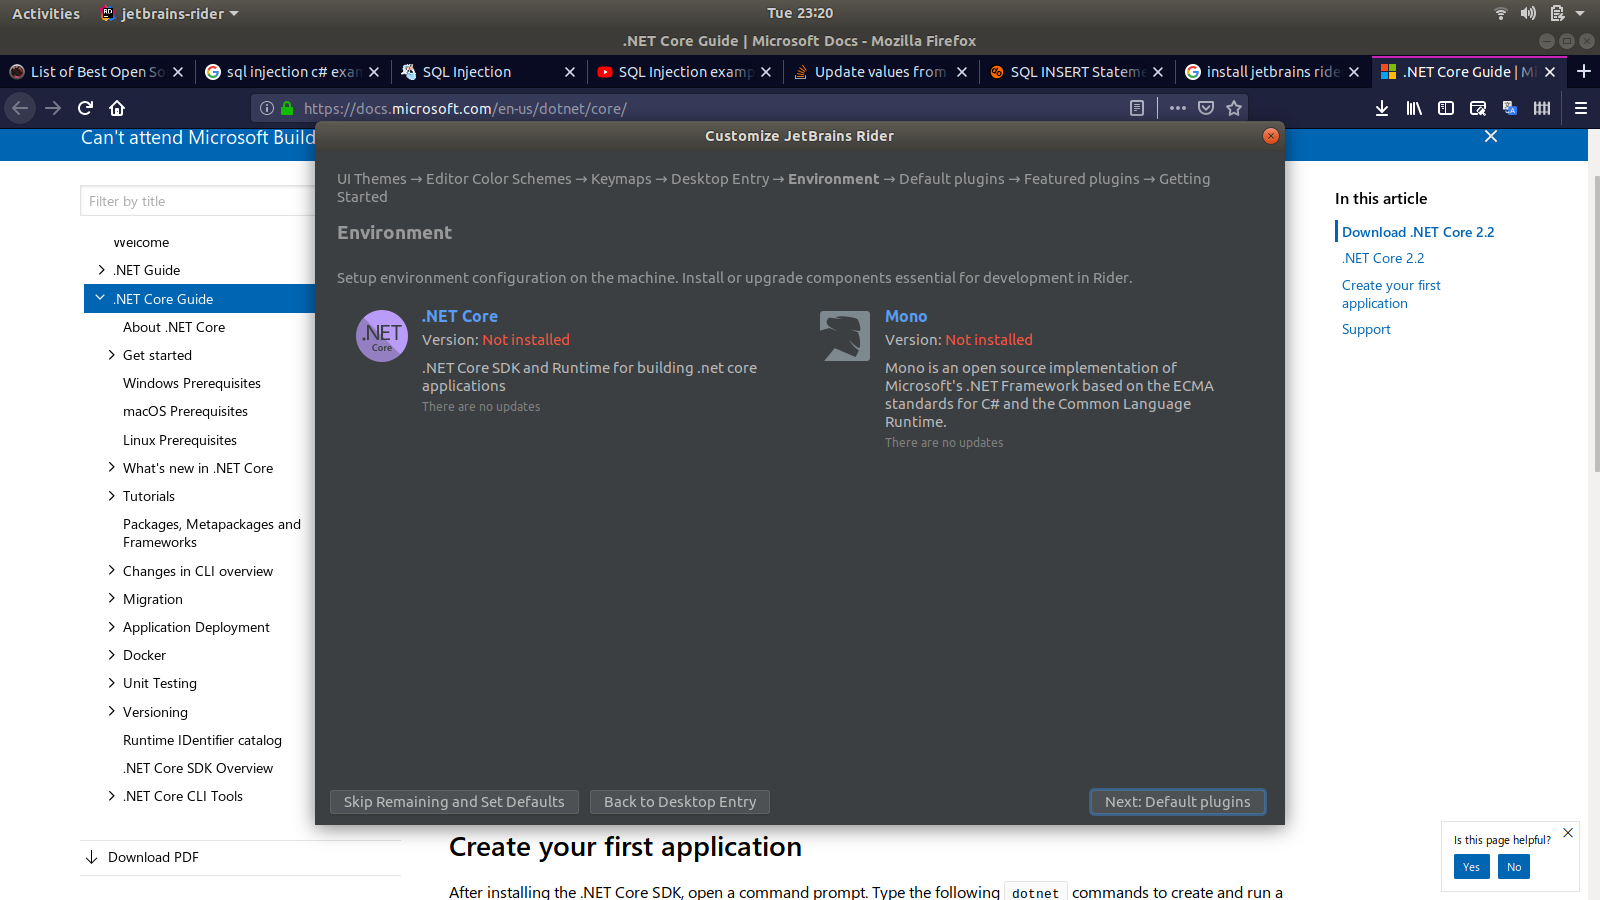 Activities
jetbrains-rider
Tue 23:20
.NET Core Guide | Microsoft Docs - Mozilla Firefox
List of Best Open So
sql injection c# exam
SQL Injection
SQL Injection examp
Update values from
SQL INSERT Stateme
install jetbrains ride
.NET Core Guide | Mi
https://docs.microsoft.com/en-us/dotnet/core/
Can't attend Microsoft Build
Filter by title
Welcome
.NET Guide
.NET Core Guide
About .NET Core
Get started
Windows Prerequisites
macOS Prerequisites
Linux Prerequisites
What's new in .NET Core
Tutorials
Packages, Metapackages and
Frameworks
Changes in CLI overview
Migration
Application Deployment
Docker
Unit Testing
Versioning
Runtime IDentifier catalog
.NET Core SDK Overview
.NET Core CLI Tools
Download PDF
Customize JetBrains Rider
UI Themes → Editor Color Schemes → Keymaps → Desktop Entry → Environment → Default plugins → Featured plugins → Getting
Started
Environment
Setup environment configuration on the machine. Install or upgrade components essential for development in Rider.
.NET
Core
.NET Core
Version: Not installed
.NET Core SDK and Runtime for building .net core
applications
There are no updates
Mono
Version: Not installed
Mono is an open source implementation of
Microsoft's .NET Framework based on the ECMA
standards for C# and the Common Language
Runtime.
There are no updates
Skip Remaining and Set Defaults
Back to Desktop Entry
Next: Default plugins
Create your first application
After installing the .NET Core SDK, open a command prompt. Type the following dotnet commands to create and run a
In this article
Download .NET Core 2.2
.NET Core 2.2
Create your first
application
Support
Is this page helpful?
Yes
No